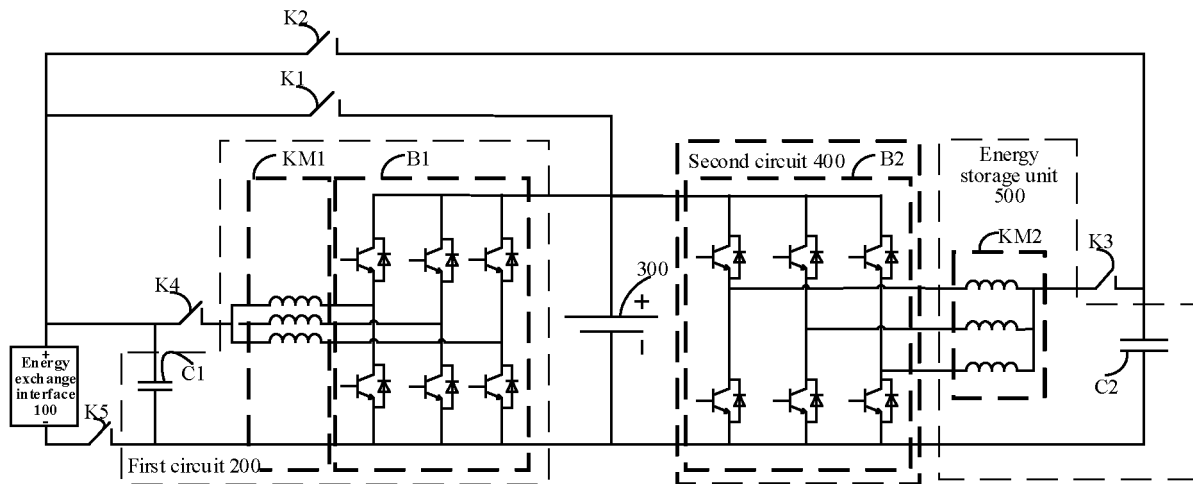 K2
K1
KM1
B1
Second circuit 400
B2
Energy
storage unit
500
KM2
K3
K4
300
+
-
+
Energy
exchange
interface
100
-
C1
K5
C2
First circuit 200